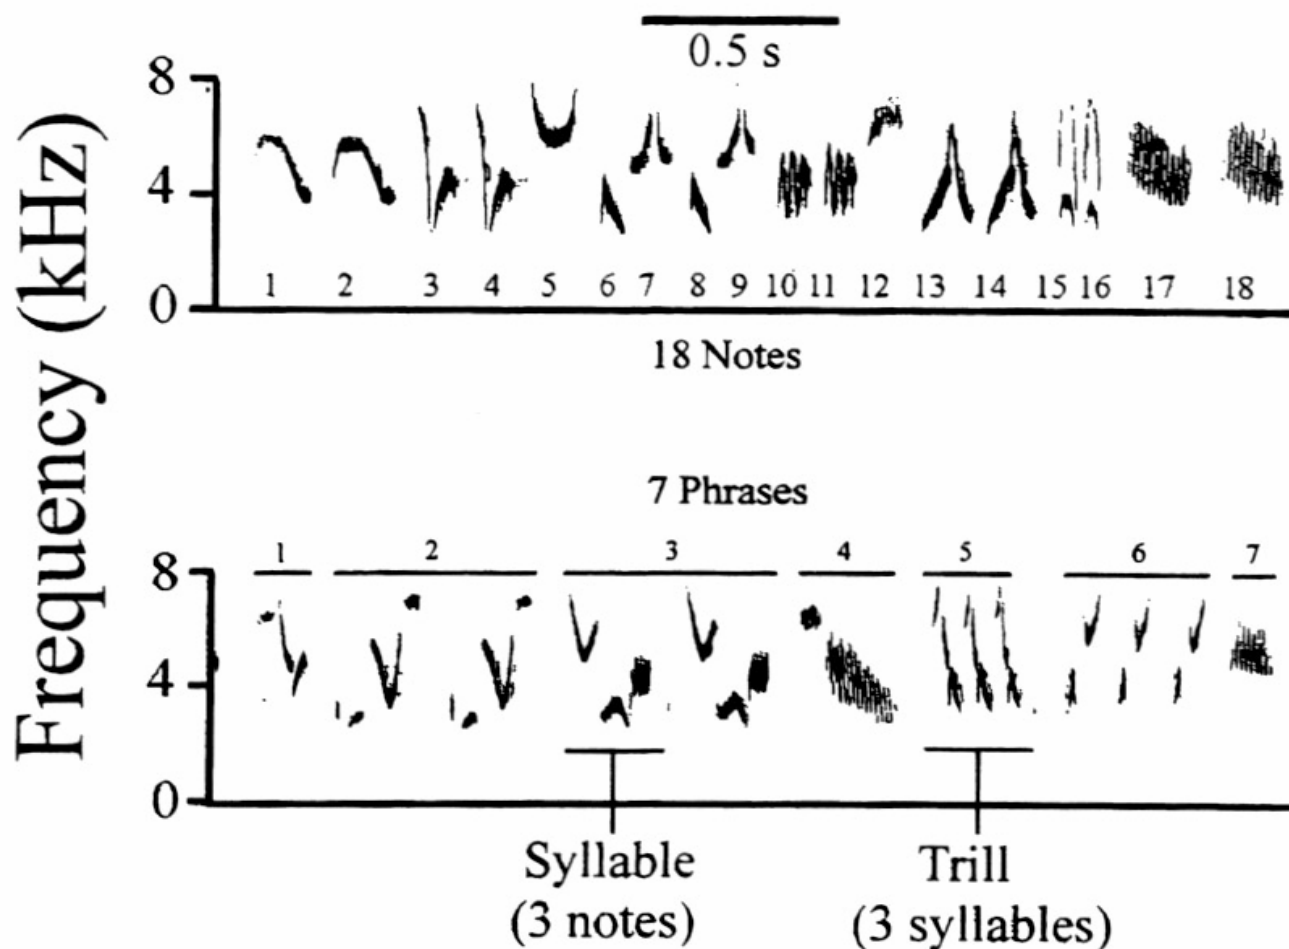 0.5 s
8
4
0
Frequency (kHz)
1 2 3 4 5 6 7 8 9 10 11 12 13 14 15 16 17 18
18 Notes
7 Phrases
1 2 3 4 5 6 7
8
4
0
Syllable
(3 notes)
Trill
(3 syllables)